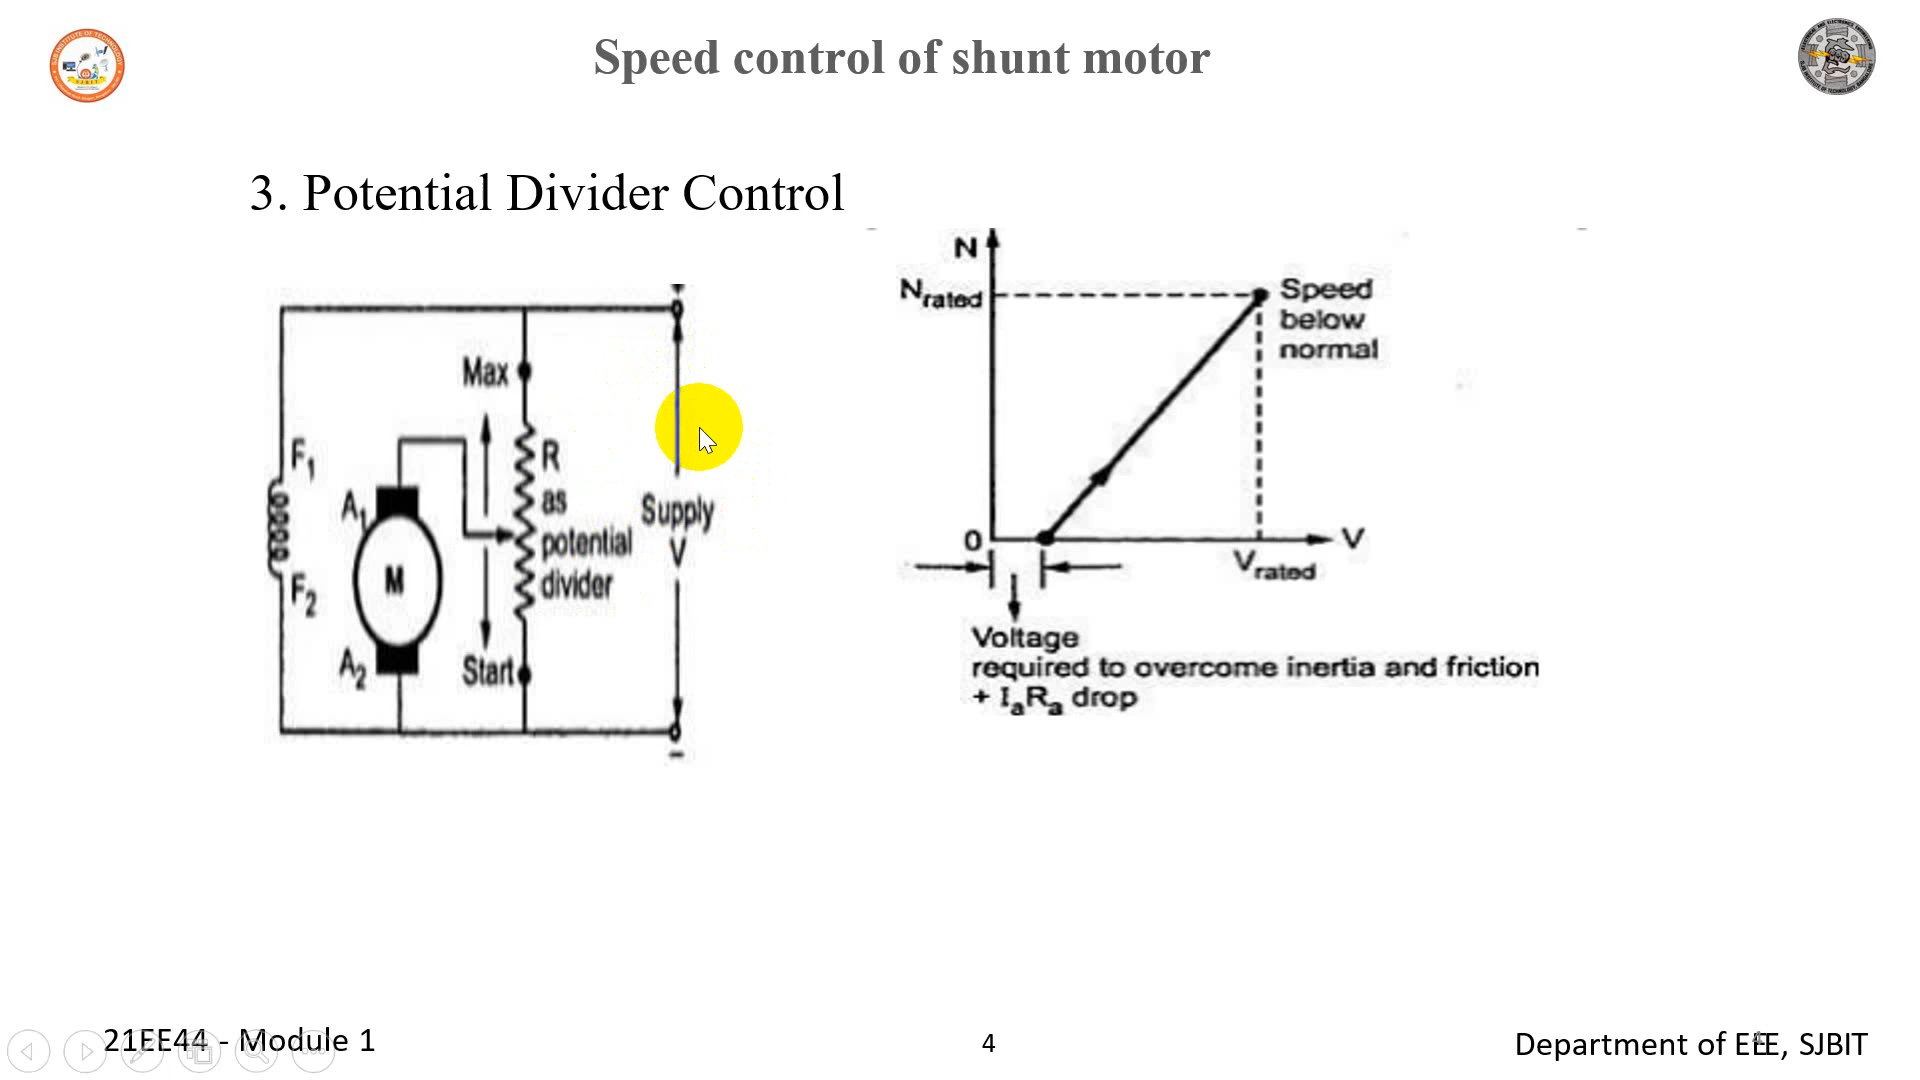 Speed control of shunt motor
3. Potential Divider Control
Max
F1
R
A1
as
Supply
potential
V
M
divider
F2
A2
Start
-
N
Nrated
Speed
below
normal
0
V
Vrated
Voltage
required to overcome inertia and friction
+ IaRa drop
21EE44 - Module 1
4
Department of EEE, SJBIT